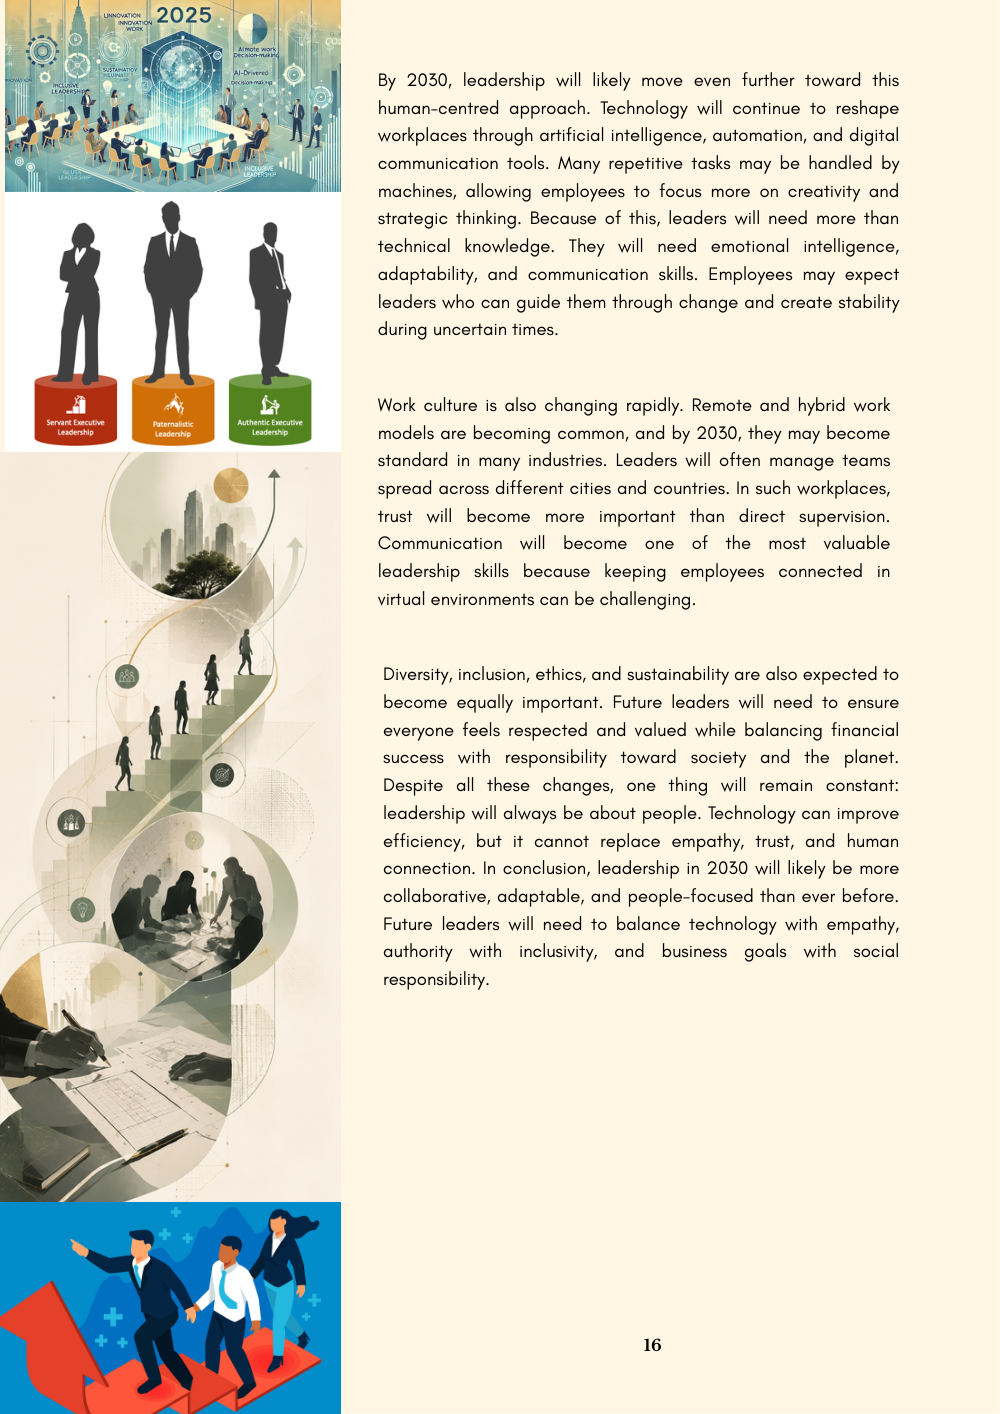 2025
INNOVATION
WORK
Decision-making
AI-Drivered
Decision-making
INCLUSIVE
LEADERSHIP
INCLUSIVE
LEADERSHIP
LEADERSHIP
Servant Executive
Leadership
Paternalistic
Leadership
Authentic Executive
Leadership
By 2030, leadership will likely move even further toward this
human-centred approach. Technology will continue to reshape
workplaces through artificial intelligence, automation, and digital
communication tools. Many repetitive tasks may be handled by
machines, allowing employees to focus more on creativity and
strategic thinking. Because of this, leaders will need more than
technical knowledge. They will need emotional intelligence,
adaptability, and communication skills. Employees may expect
leaders who can guide them through change and create stability
during uncertain times.
Work culture is also changing rapidly. Remote and hybrid work
models are becoming common, and by 2030, they may become
standard in many industries. Leaders will often manage teams
spread across different cities and countries. In such workplaces,
trust will become more important than direct supervision.
Communication will become one of the most valuable
leadership skills because keeping employees connected in
virtual environments can be challenging.
Diversity, inclusion, ethics, and sustainability are also expected to
become equally important. Future leaders will need to ensure
everyone feels respected and valued while balancing financial
success with responsibility toward society and the planet.
Despite all these changes, one thing will remain constant:
leadership will always be about people. Technology can improve
efficiency, but it cannot replace empathy, trust, and human
connection. In conclusion, leadership in 2030 will likely be more
collaborative, adaptable, and people-focused than ever before.
Future leaders will need to balance technology with empathy,
authority with inclusivity, and business goals with social
responsibility.
16